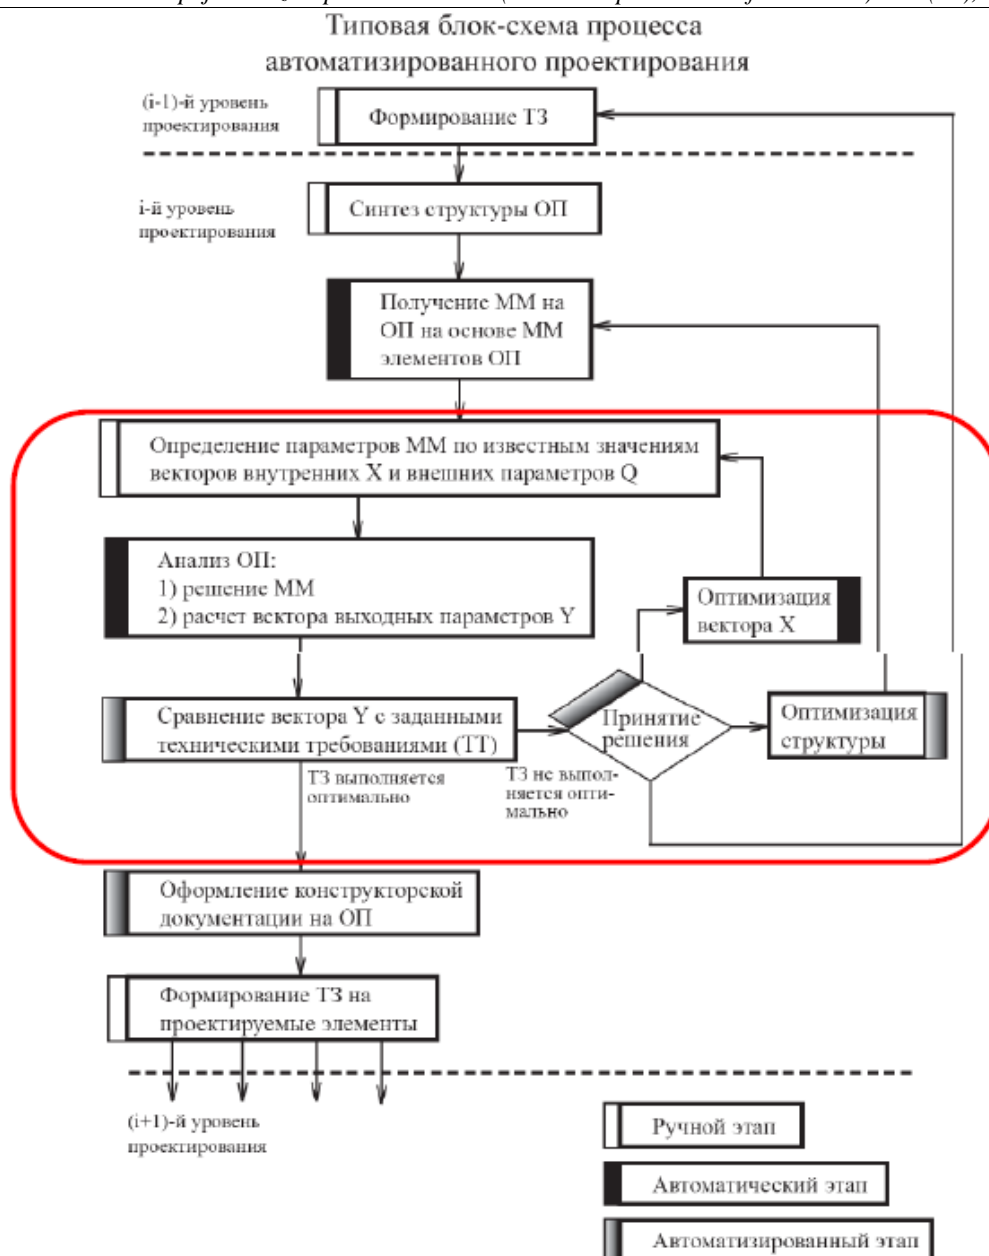 Типовая блок-схема процесса
автоматизированного проектирования
(i-1)-й уровень
проектирования
Формирование ТЗ
i-й уровень
проектирования
Синтез структуры ОП
Получение ММ на
ОП на основе ММ
элементов ОП
Определение параметров ММ по известным значениям
векторов внутренних X и внешних параметров Q
Анализ ОП:
1) решение ММ
2) расчет вектора выходных параметров Y
Оптимизация
вектора X
Сравнение вектора Y с заданными
техническими требованиями (ТТ)
Принятие
решения
Оптимизация
структуры
ТЗ выполняется
оптимально
ТЗ не выпол-
няется опти-
мально
Оформление конструкторской
документации на ОП
Формирование ТЗ на
проектируемые элементы
(i+1)-й уровень
проектирования
Ручной этап
Автоматический этап
Автоматизированный этап